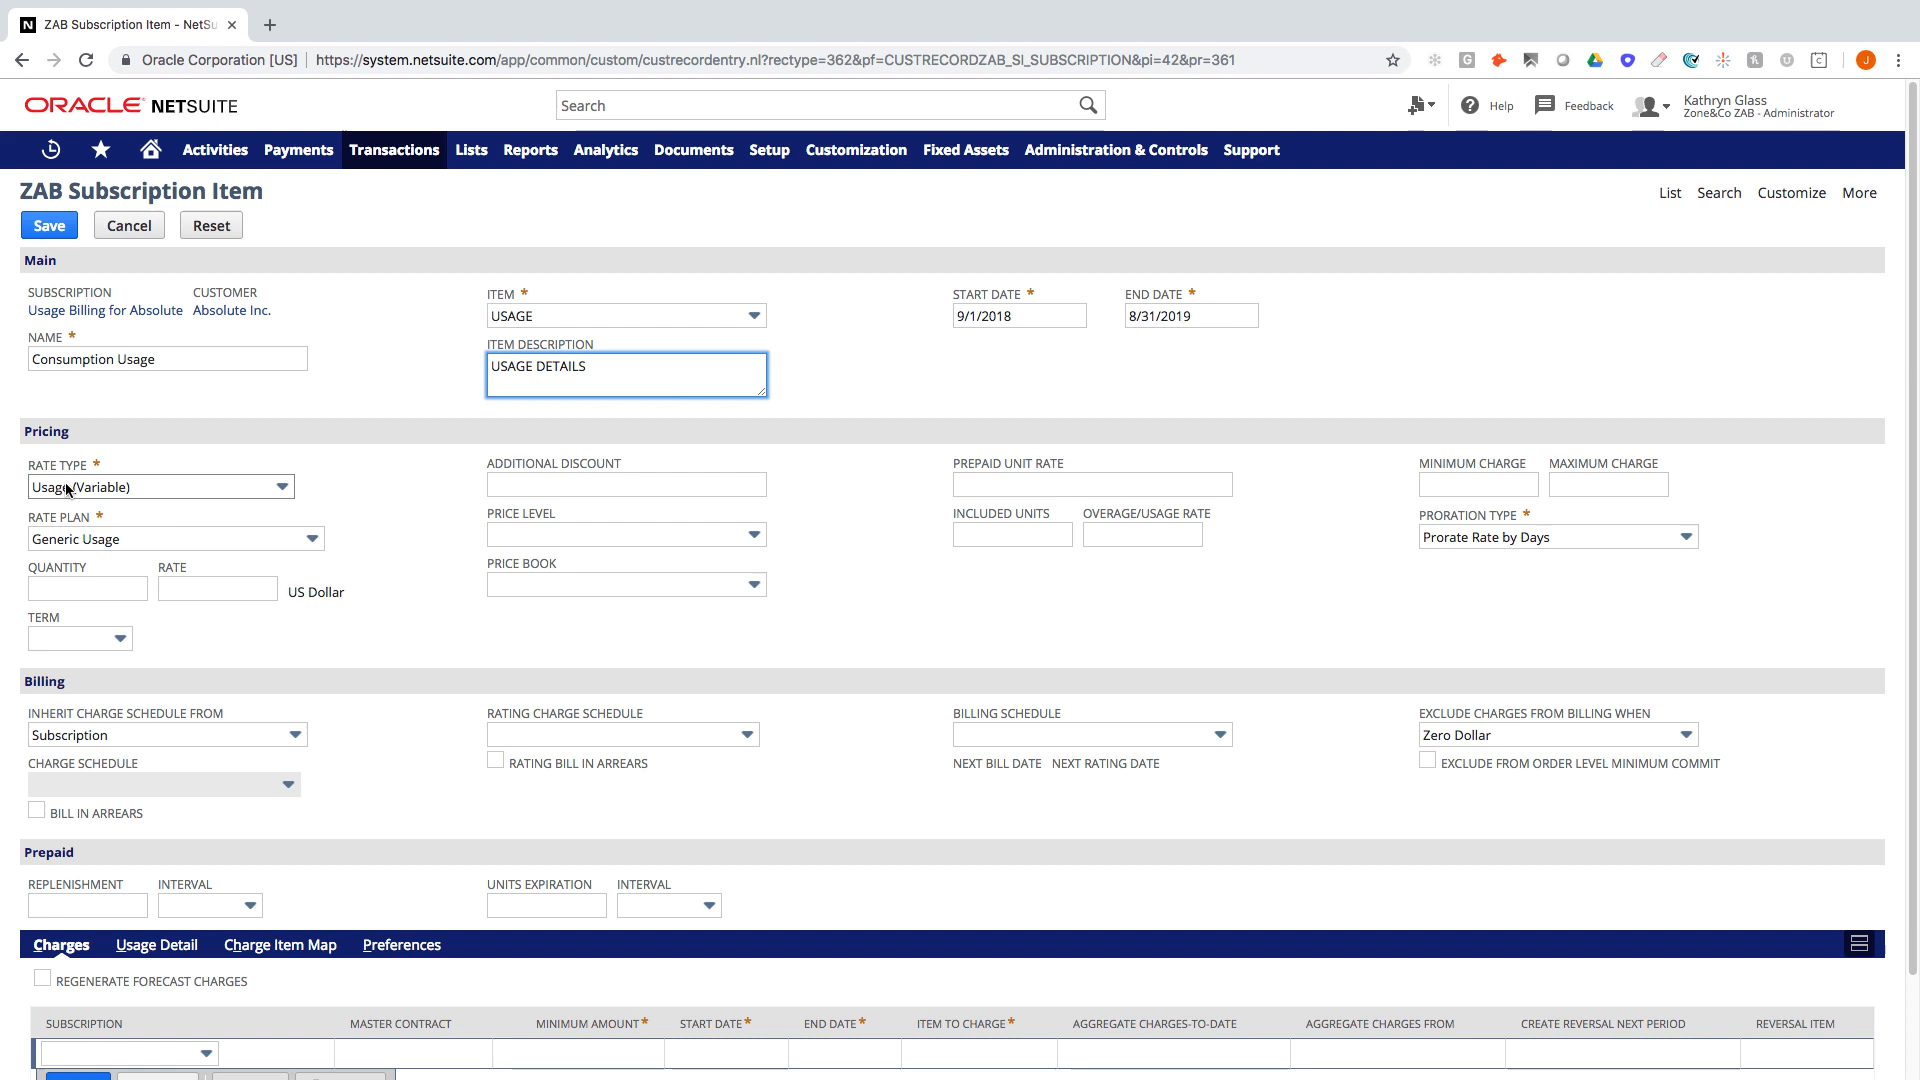 ZAB Subscription Item - NetSu
Oracle Corporation [US] | https://system.netsuite.com/app/common/custom/custrecordentry.nl?rectype=362&pf=CUSTRECORDZAB_SI_SUBSCRIPTION&pi=42&pr=361
ORACLE NETSUITE
Search
Help
Feedback
Kathryn Glass
Zone&Co ZAB - Administrator
Activities Payments Transactions Lists Reports Analytics Documents Setup Customization Fixed Assets Administration & Controls Support
ZAB Subscription Item
List Search Customize More
Save Cancel Reset
Main
SUBSCRIPTION CUSTOMER ITEM * START DATE * END DATE *
Usage Billing for Absolute Absolute Inc. USAGE 9/1/2018 8/31/2019
NAME * ITEM DESCRIPTION
Consumption Usage USAGE DETAILS
Pricing
RATE TYPE * ADDITIONAL DISCOUNT PREPAID UNIT RATE MINIMUM CHARGE MAXIMUM CHARGE
Usage (Variable)
RATE PLAN * PRICE LEVEL INCLUDED UNITS OVERAGE/USAGE RATE PRORATION TYPE *
Generic Usage Prorate Rate by Days
QUANTITY RATE PRICE BOOK
US Dollar
TERM
Billing
INHERIT CHARGE SCHEDULE FROM RATING CHARGE SCHEDULE BILLING SCHEDULE EXCLUDE CHARGES FROM BILLING WHEN
Subscription Zero Dollar
CHARGE SCHEDULE RATING BILL IN ARREARS NEXT BILL DATE NEXT RATING DATE EXCLUDE FROM ORDER LEVEL MINIMUM COMMIT
BILL IN ARREARS
Prepaid
REPLENISHMENT INTERVAL UNITS EXPIRATION INTERVAL
Charges Usage Detail Charge Item Map Preferences
REGENERATE FORECAST CHARGES
SUBSCRIPTION MASTER CONTRACT MINIMUM AMOUNT * START DATE * END DATE * ITEM TO CHARGE * AGGREGATE CHARGES-TO-DATE AGGREGATE CHARGES FROM CREATE REVERSAL NEXT PERIOD REVERSAL ITEM